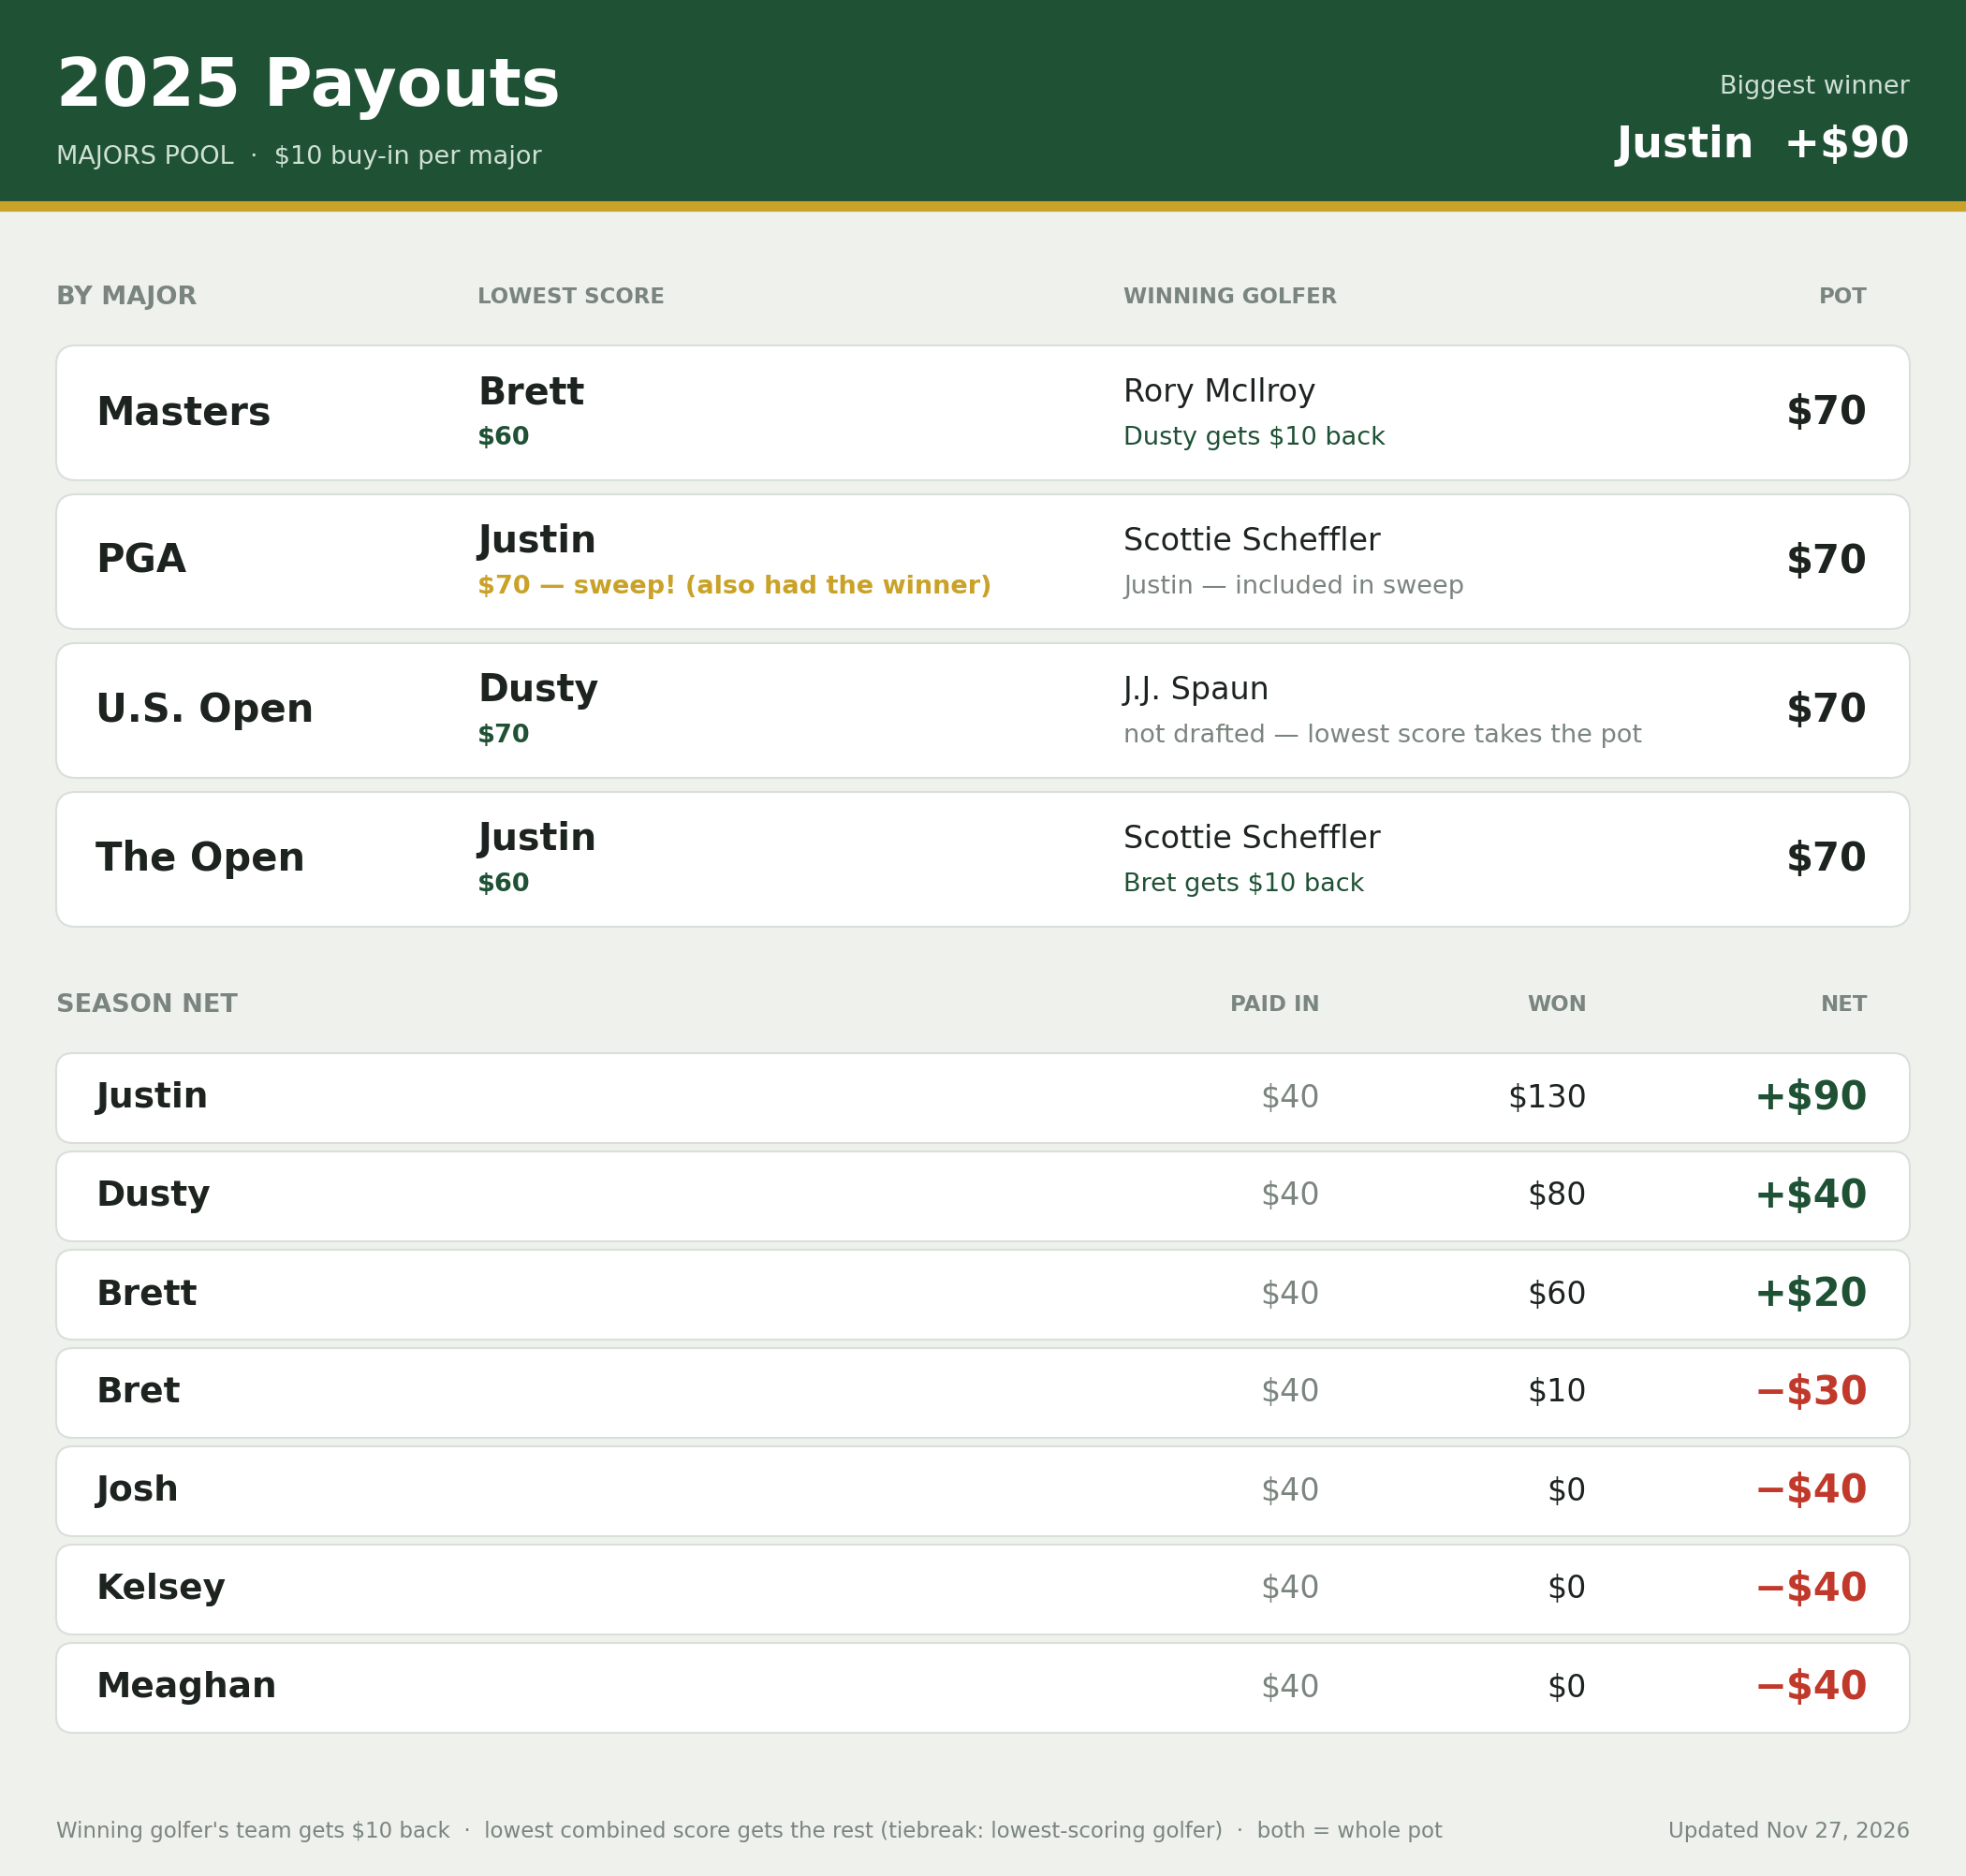 2025 Payouts
MAJORS POOL · $10 buy-in per major
Biggest winner
Justin +$90
BY MAJOR LOWEST SCORE WINNING GOLFER POT
Masters
Brett
$60
Rory McIlroy
Dusty gets $10 back
$70
PGA
Justin
$70 — sweep! (also had the winner)
Scottie Scheffler
Justin — included in sweep
$70
U.S. Open
Dusty
$70
J.J. Spaun
not drafted — lowest score takes the pot
$70
The Open
Justin
$60
Scottie Scheffler
Bret gets $10 back
$70
SEASON NET PAID IN WON NET
Justin $40 $130 +$90
Dusty $40 $80 +$40
Brett $40 $60 +$20
Bret $40 $10 −$30
Josh $40 $0 −$40
Kelsey $40 $0 −$40
Meaghan $40 $0 −$40
Winning golfer's team gets $10 back · lowest combined score gets the rest (tiebreak: lowest-scoring golfer) · both = whole pot
Updated Nov 27, 2026